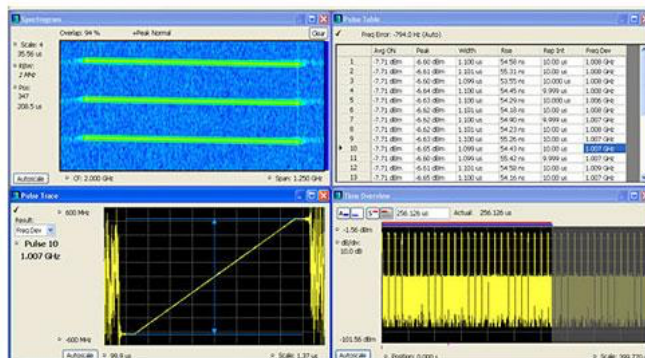 Spectrogram
Overlap: 94 %
+Peak Normal
Clear
Scale: 4
35.56 us
RBW:
2 MHz
Pos:
347
208.5 us
Autoscale
CF: 2.000 GHz
Span: 1.250 GHz
Pulse Table
Freq Error: -794.0 Hz (Auto)
Avg ON Peak Width Rise Rep Int Freq Dev
1 -7.71 dBm -6.60 dBm 1.100 us 54.58 ns 10.00 us 1.008 GHz
2 -7.71 dBm -6.61 dBm 1.101 us 55.31 ns 10.00 us 1.008 GHz
3 -7.71 dBm -6.60 dBm 1.099 us 53.55 ns 10.000 us 1.008 GHz
4 -7.71 dBm -6.64 dBm 1.100 us 54.45 ns 9.999 us 1.008 GHz
5 -7.71 dBm -6.63 dBm 1.100 us 54.29 ns 10.000 us 1.006 GHz
6 -7.71 dBm -6.62 dBm 1.101 us 54.18 ns 10.00 us 1.008 GHz
7 -7.71 dBm -6.62 dBm 1.100 us 54.90 ns 9.999 us 1.007 GHz
8 -7.71 dBm -6.62 dBm 1.101 us 54.23 ns 10.00 us 1.008 GHz
9 -7.71 dBm -6.63 dBm 1.100 us 55.26 ns 10.00 us 1.007 GHz
10 -7.71 dBm -6.65 dBm 1.099 us 54.43 ns 10.00 us 1.007 GHz
11 -7.71 dBm -6.60 dBm 1.099 us 55.42 ns 9.999 us 1.007 GHz
12 -7.71 dBm -6.61 dBm 1.101 us 54.58 ns 10.00 us 1.009 GHz
13 -7.71 dBm -6.65 dBm 1.100 us 54.16 ns 10.00 us 1.007 GHz
Pulse Trace
Result:
Freq Dev
Pulse 10
1.007 GHz
600 MHz
-600 MHz
Autoscale
99.9 us
Scale: 1.37 us
Time Overview
256.126 us
Actual: 256.126 us
-1.56 dBm
dB/div:
10.0 dB
-101.56 dBm
Autoscale
Position: 0.000 s